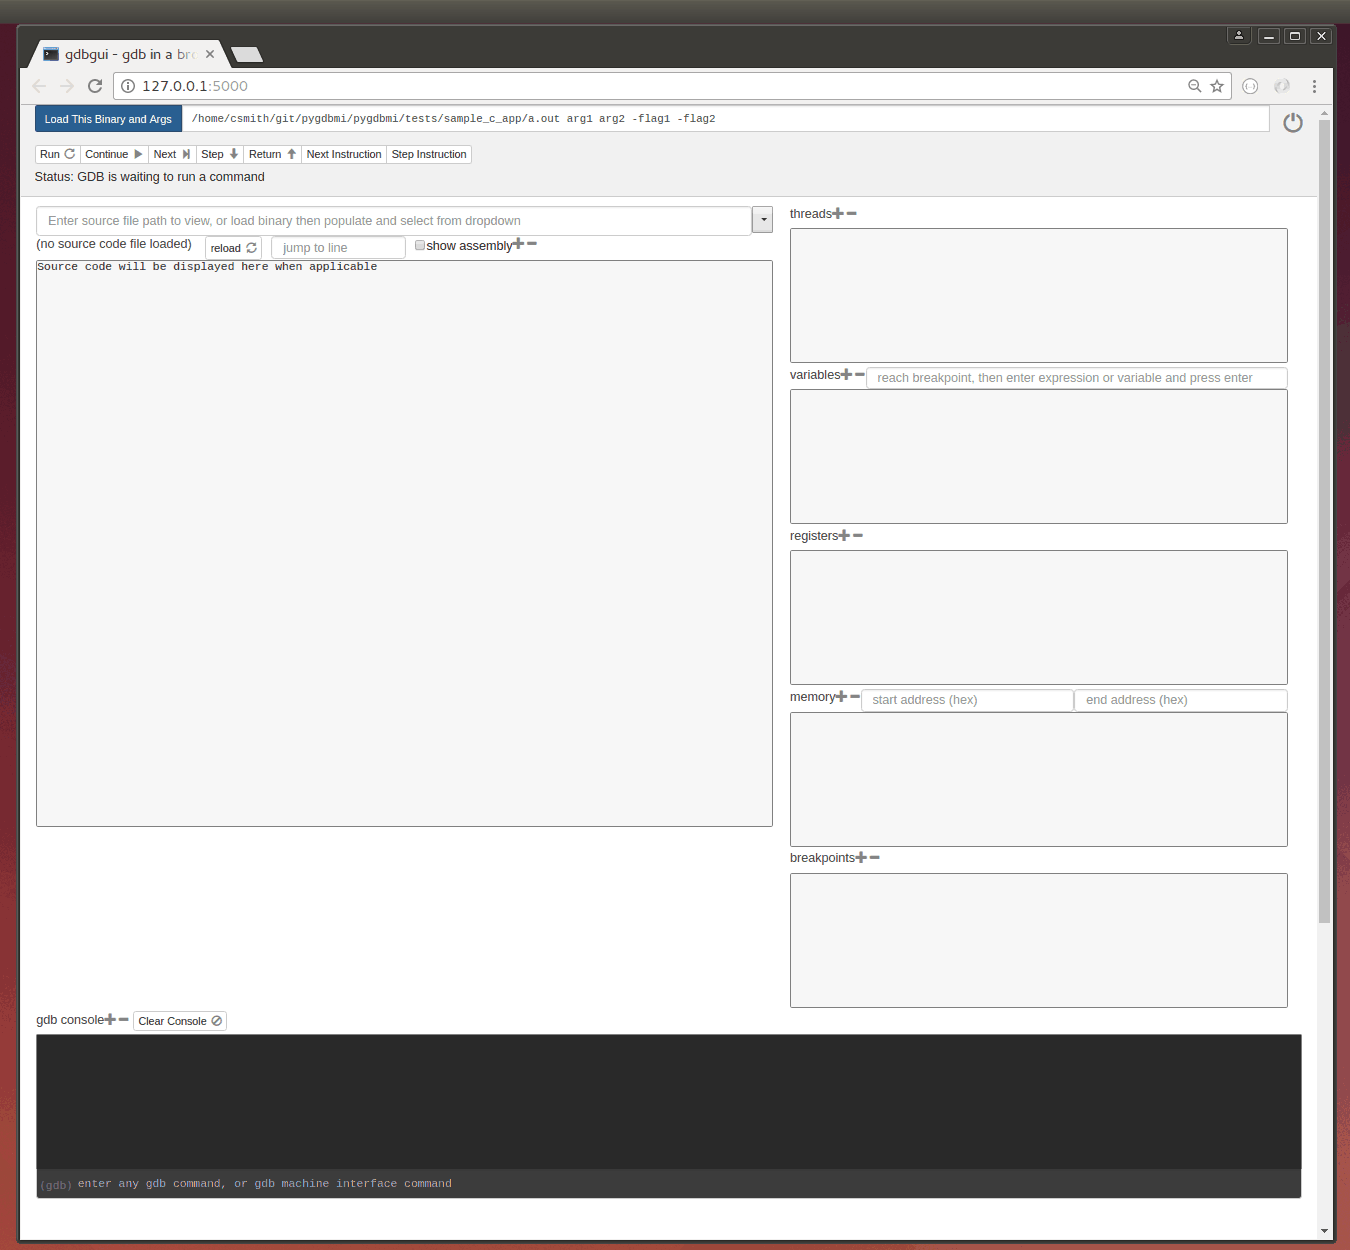 gdbgui - gdb in a bro
127.0.0.1:5000
Load This Binary and Args /home/csmith/git/pygdbmi/pygdbmi/tests/sample_c_app/a.out arg1 arg2 -flag1 -flag2
Run Continue Next Step Return Next Instruction Step Instruction
Status: GDB is waiting to run a command
Enter source file path to view, or load binary then populate and select from dropdown
(no source code file loaded) reload jump to line show assembly
Source code will be displayed here when applicable
threads
variables reach breakpoint, then enter expression or variable and press enter
registers
memory start address (hex) end address (hex)
breakpoints
gdb console Clear Console
(gdb) enter any gdb command, or gdb machine interface command